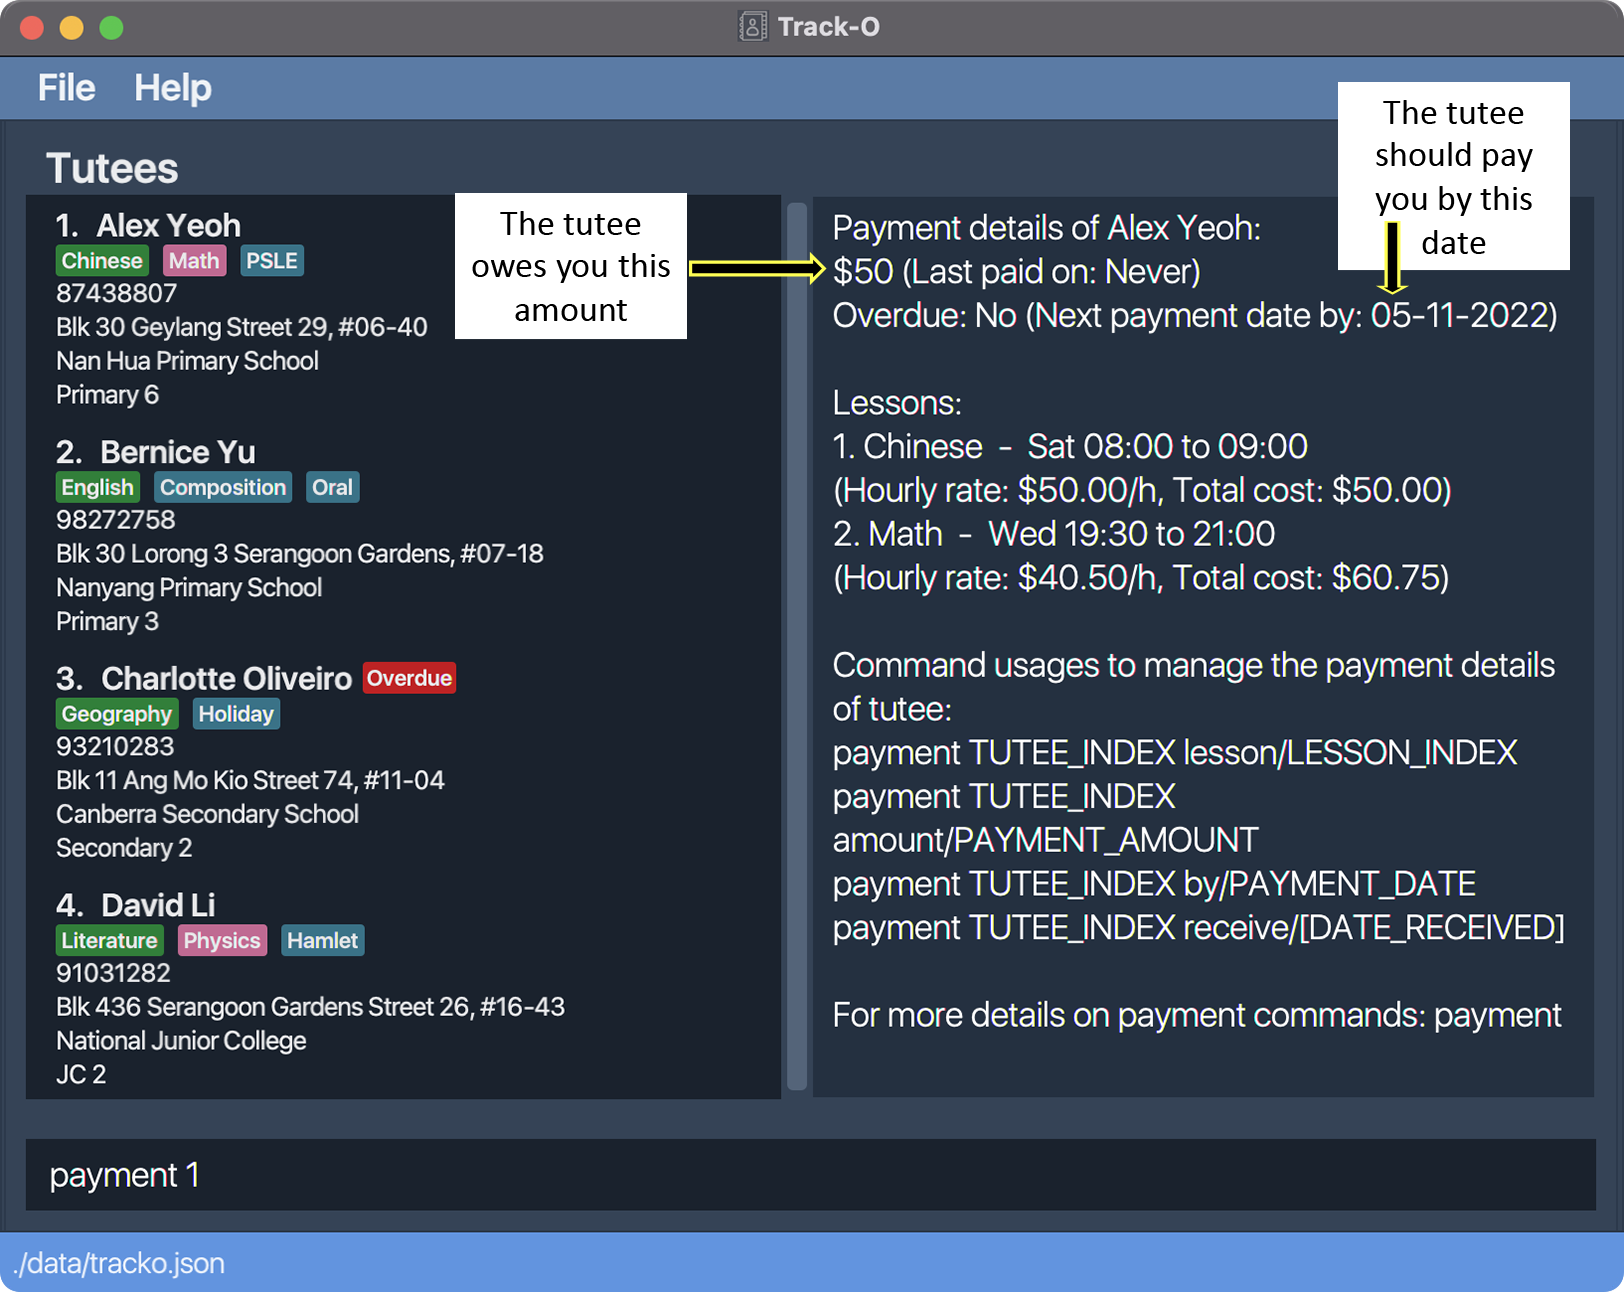 Track-O
File Help
Tutees
1. Alex Yeoh
Chinese Math PSLE
87438807
Blk 30 Geylang Street 29, #06-40
Nan Hua Primary School
Primary 6
2. Bernice Yu
English Composition Oral
98272758
Blk 30 Lorong 3 Serangoon Gardens, #07-18
Nanyang Primary School
Primary 3
3. Charlotte Oliveiro Overdue
Geography Holiday
93210283
Blk 11 Ang Mo Kio Street 74, #11-04
Canberra Secondary School
Secondary 2
4. David Li
Literature Physics Hamlet
91031282
Blk 436 Serangoon Gardens Street 26, #16-43
National Junior College
JC 2
The tutee
owes you this
amount
The tutee
should pay
you by this
date
Payment details of Alex Yeoh:
$50 (Last paid on: Never)
Overdue: No (Next payment date by: 05-11-2022)
Lessons:
1. Chinese - Sat 08:00 to 09:00
(Hourly rate: $50.00/h, Total cost: $50.00)
2. Math - Wed 19:30 to 21:00
(Hourly rate: $40.50/h, Total cost: $60.75)
Command usages to manage the payment details
of tutee:
payment TUTEE_INDEX lesson/LESSON_INDEX
payment TUTEE_INDEX
amount/PAYMENT_AMOUNT
payment TUTEE_INDEX by/PAYMENT_DATE
payment TUTEE_INDEX receive/[DATE_RECEIVED]
For more details on payment commands: payment
payment 1
./data/tracko.json